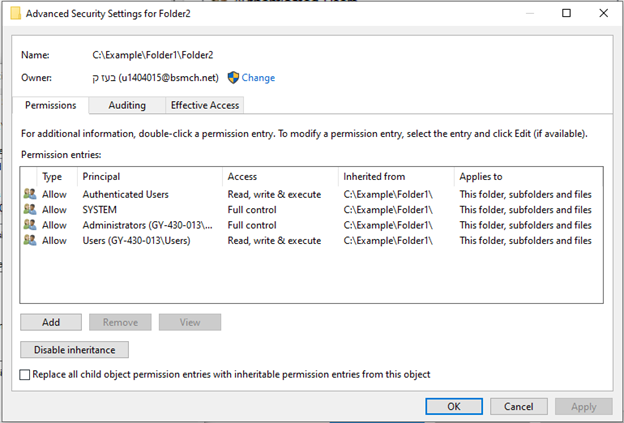 Advanced Security Settings for Folder2
Name: C:\Example\Folder1\Folder2
Owner: בעז ק (u1404015@bsmch.net) Change
Permissions Auditing Effective Access
For additional information, double-click a permission entry. To modify a permission entry, select the entry and click Edit (if available).
Permission entries:
Type Principal Access Inherited from Applies to
Allow Authenticated Users Read, write & execute C:\Example\Folder1\ This folder, subfolders and files
Allow SYSTEM Full control C:\Example\Folder1\ This folder, subfolders and files
Allow Administrators (GY-430-013\... Full control C:\Example\Folder1\ This folder, subfolders and files
Allow Users (GY-430-013\Users) Read, write & execute C:\Example\Folder1\ This folder, subfolders and files
Add Remove View
Disable inheritance
Replace all child object permission entries with inheritable permission entries from this object
OK Cancel Apply